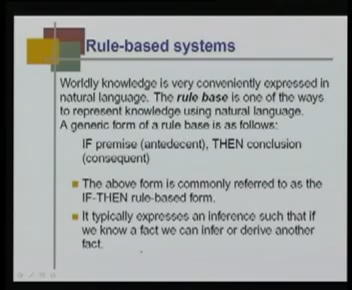 Rule-based systems
Worldly knowledge is very conveniently expressed in
natural language. The rule base is one of the ways
to represent knowledge using natural language.
A generic form of a rule base is as follows:
IF premise (antedecent), THEN conclusion
(consequent)
The above form is commonly referred to as the
IF-THEN rule-based form.
It typically expresses an inference such that if
we know a fact we can infer or derive another
fact.